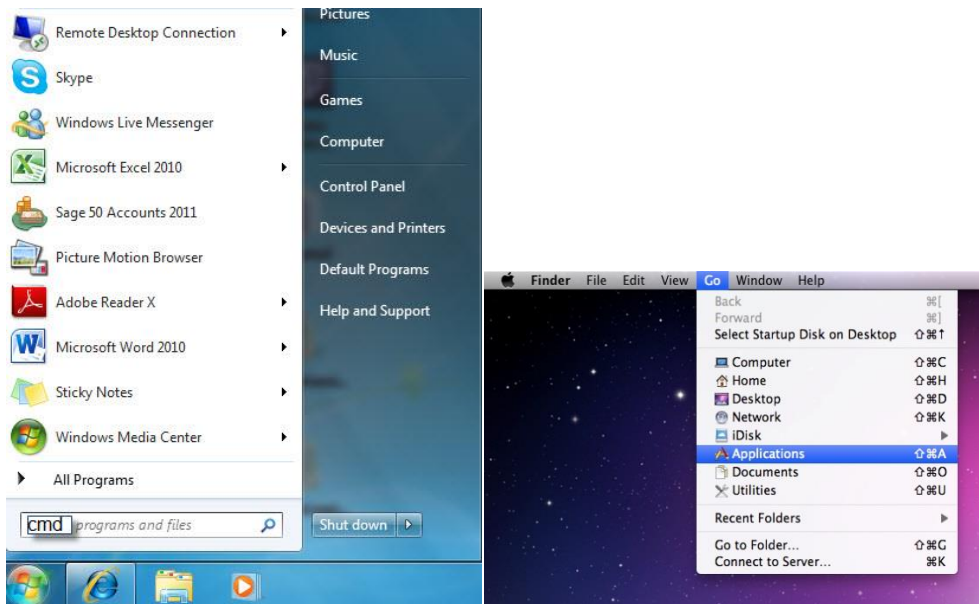 Remote Desktop Connection
Skype
Windows Live Messenger
Microsoft Excel 2010
Sage 50 Accounts 2011
Picture Motion Browser
Adobe Reader X
Microsoft Word 2010
Sticky Notes
Windows Media Center
All Programs
cmd programs and files
Pictures
Music
Games
Computer
Control Panel
Devices and Printers
Default Programs
Help and Support
Shut down
Finder File Edit View Go Window Help
Back ⌘[
Forward ⌘]
Select Startup Disk on Desktop ⇧⌘↑
Computer ⇧⌘C
Home ⇧⌘H
Desktop ⇧⌘D
Network ⇧⌘K
iDisk
Applications ⇧⌘A
Documents ⇧⌘O
Utilities ⇧⌘U
Recent Folders
Go to Folder... ⇧⌘G
Connect to Server... ⌘K